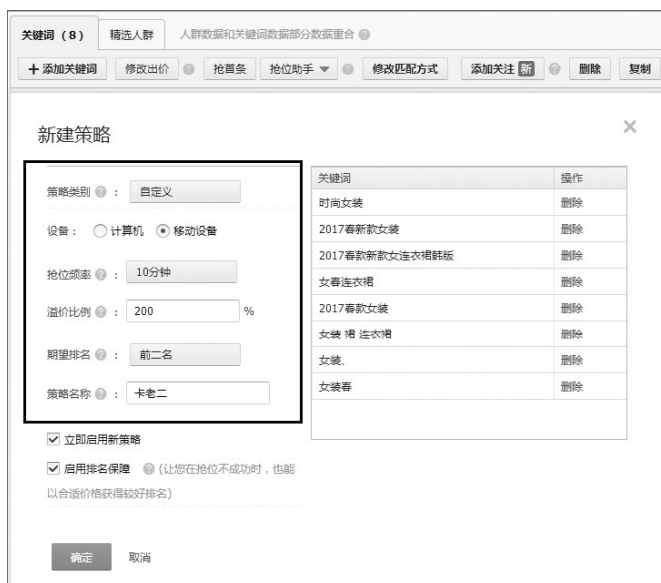 关键词 (8) 精选人群 人群数据和关键词数据部分数据重合
+ 添加关键词 修改出价 抢首条 抢位助手 修改匹配方式 添加关注 新 删除 复制
新建策略
策略类别 : 自定义
设备: 计算机 移动设备
抢位频率 : 10分钟
溢价比例 : 200 %
期望排名 : 前二名
策略名称 : 卡老二
立即启用新策略
启用排名保障 (让您在抢位不成功时,也能
以合适价格获得较好排名)
确定 取消
关键词 操作
时尚女装 删除
2017春新款女装 删除
2017春款新款女连衣裙韩版 删除
女春连衣裙 删除
2017春款女装 删除
女装 裙 连衣裙 删除
女装、 删除
女装春 删除